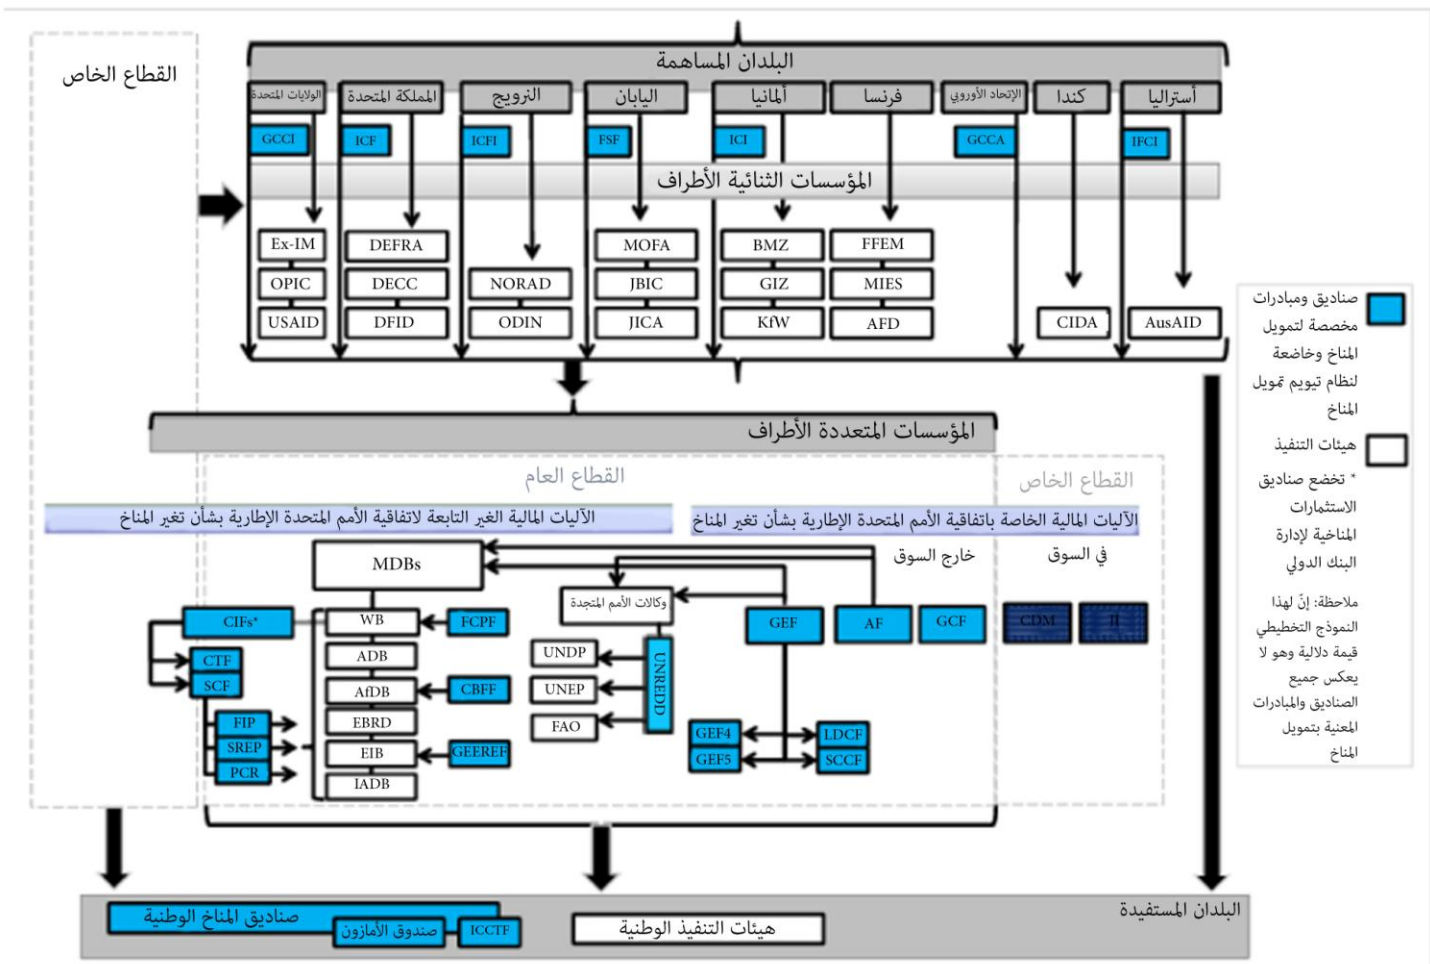 القطاع الخاص
البلدان المساهمة
الولايات المتحدة
المملكة المتحدة
النرويج
اليابان
ألمانيا
فرنسا
الإتحاد الأوروبي
كندا
أستراليا
GCCI
ICF
ICFI
FSF
ICI
GCCA
IFCI
المؤسسات الثنائية الأطراف
Ex-IM
DEFRA
MOFA
BMZ
FFEM
OPIC
DECC
NORAD
JBIC
GIZ
MIES
USAID
DFID
ODIN
JICA
KfW
AFD
CIDA
AusAID
صناديق ومبادرات
مخصصة لتمويل
المناخ وخاضعة
لنظام تيويم تمويل
المناخ
هيئات التنفيذ
* تخضع صناديق
الاستثمارات
المناخية لإدارة
البنك الدولي
ملاحظة: إنّ لهذا
النموذج التخطيطي
قيمة دلالية وهو لا
يعكس جميع
الصناديق والمبادرات
المعنية بتمويل
المناخ
المؤسسات المتعددة الأطراف
القطاع العام
القطاع الخاص
الآليات المالية الخاصة باتفاقية الأمم المتحدة الإطارية بشأن تغير المناخ
الآليات المالية الغير التابعة لاتفاقية الأمم المتحدة الإطارية بشأن تغير المناخ
في السوق
خارج السوق
MDBs
وكالات الأمم المتجدة
CIFs*
WB
FCPF
GEF
AF
GCF
CDM
JI
CTF
ADB
UNDP
UNREDD
SCF
AfDB
CBFF
UNEP
FIP
EBRD
FAO
GEF4
LDCF
SREP
EIB
GEEREF
GEF5
SCCF
PCR
IADB
البلدان المستفيدة
صناديق المناخ الوطنية
صندوق الأمازون
ICCTF
هيئات التنفيذ الوطنية